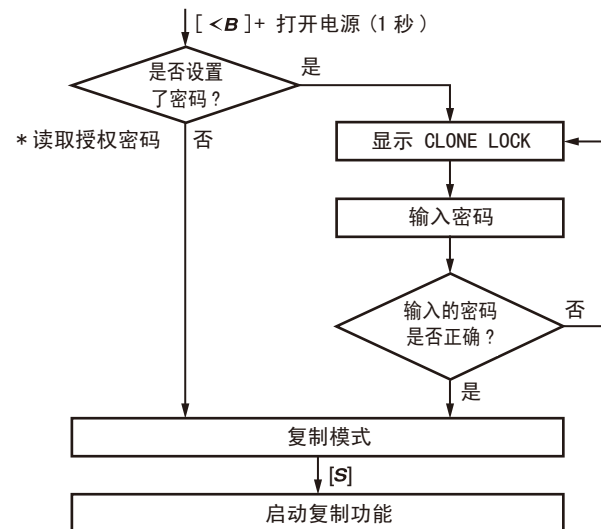 [ <B ]+ 打开电源 (1 秒 )
是否设置
了密码?
是
*读取授权密码
否
显示 CLONE LOCK
输入密码
输入的密码
是否正确?
否
是
复制模式
[S]
启动复制功能